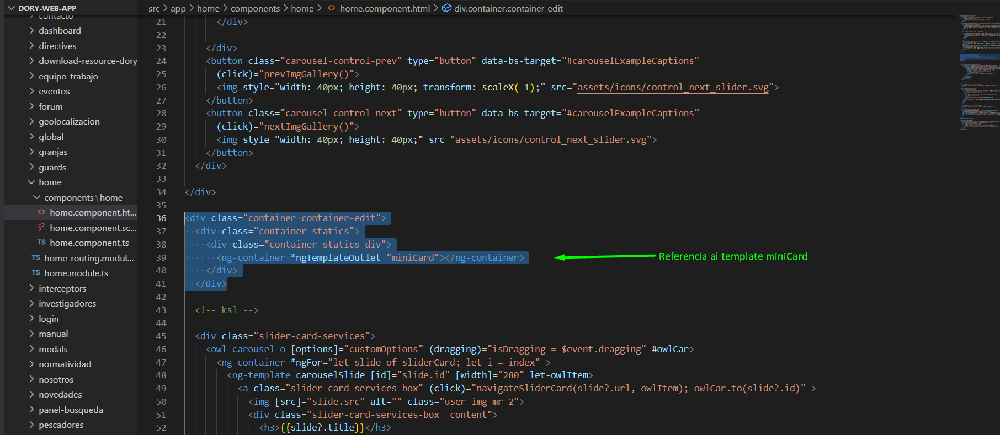 DORY-WEB-APP
contacto
dashboard
directives
download-resource-dory
equipo-trabajo
eventos
forum
geolocalizacion
global
granjas
guards
home
components\home
<> home.component.ht...
home.component.sc...
TS home.component.ts
TS home-routing.modul...
TS home.module.ts
interceptors
investigadores
login
manual
modals
normatividad
nosotros
novedades
panel-busqueda
pescadores
src > app > home > components > home > <> home.component.html > div.container.container-edit
21 </div>
22
23 </div>
24 <button class="carousel-control-prev" type="button" data-bs-target="#carouselExampleCaptions"
25 (click)="prevImgGallery()">
26 <img style="width: 40px; height: 40px; transform: scaleX(-1);" src="assets/icons/control_next_slider.svg">
27 </button>
28 <button class="carousel-control-next" type="button" data-bs-target="#carouselExampleCaptions"
29 (click)="nextImgGallery()">
30 <img style="width: 40px; height: 40px;" src="assets/icons/control_next_slider.svg">
31 </button>
32 </div>
33
34 </div>
35
36 <div class="container container-edit">
37 <div class="container-statics">
38 <div class="container-statics-div">
39 <ng-container *ngTemplateOutlet="miniCard"></ng-container>
Referencia al template miniCard
40 </div>
41 </div>
42
43 <!-- ksl -->
44
45 <div class="slider-card-services">
46 <owl-carousel-o [options]="customOptions" (dragging)="isDragging = $event.dragging" #owlCar>
47 <ng-container *ngFor="let slide of sliderCard; let i = index" >
48 <ng-template carouselSlide [id]="slide.id" [width]="280" let-owlItem>
49 <a class="slider-card-services-box" (click)="navigateSliderCard(slide?.url, owlItem); owlCar.to(slide?.id)" >
50 <img [src]="slide.src" alt="" class="user-img mr-2">
51 <div class="slider-card-services-box__content">
52 <h3>{{slide?.title}}</h3>